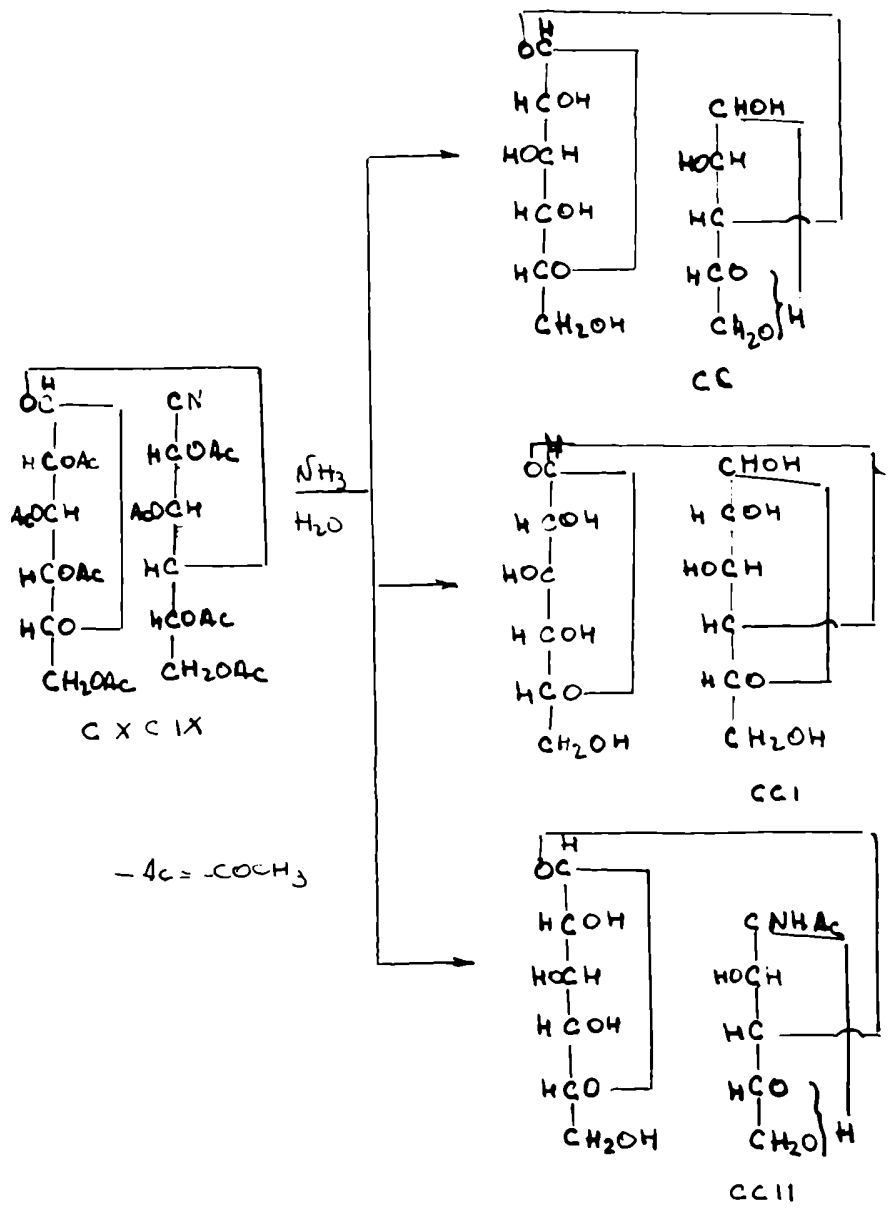 H
OC
HCOH
HOCH
HCOH
HCO
CH2OH
CHOH
HOCH
HC
HCO
CH2O
H
CC
H
OC
HCOAc
AcOCH
HCOAc
HCO
CH2OAc
CN
HCOAc
AcOCH
HC
HCOAc
CH2OAc
CXCIX
NH3
H2O
H
OC
HCOH
HOC
HCOH
HCO
CH2OH
CHOH
HCOH
HOCH
HC
HCO
CH2OH
CCI
-Ac = -COCH3
H
OC
HCOH
HOCH
HCOH
HCO
CH2OH
CNHAc
HOCH
HC
HCO
CH2O
H
CCII